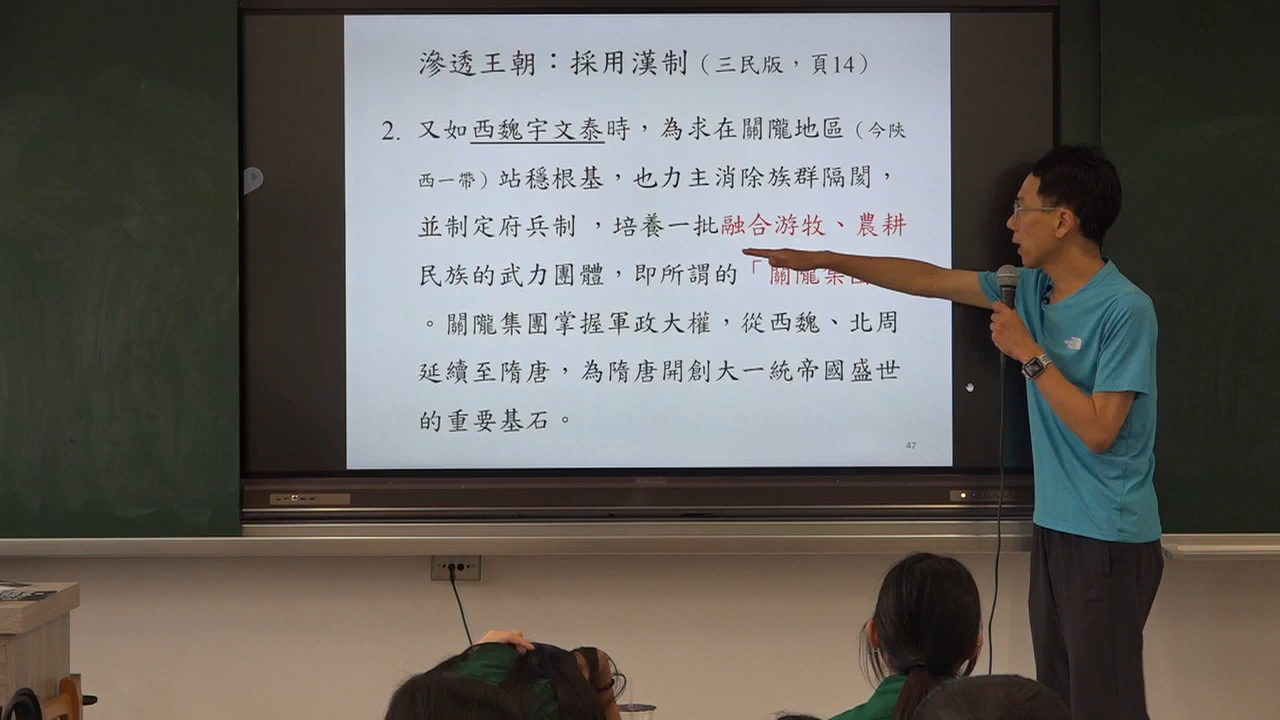 滲透王朝：採用漢制（三民版，頁14）
2. 又如西魏宇文泰時，為求在關隴地區（今陝
西一帶）站穩根基，也力主消除族群隔閡，
並制定府兵制 ，培養一批融合游牧、農耕
民族的武力團體，即所謂的「關隴集團
。關隴集團掌握軍政大權，從西魏、北周
延續至隋唐，為隋唐開創大一統帝國盛世
的重要基石。
47